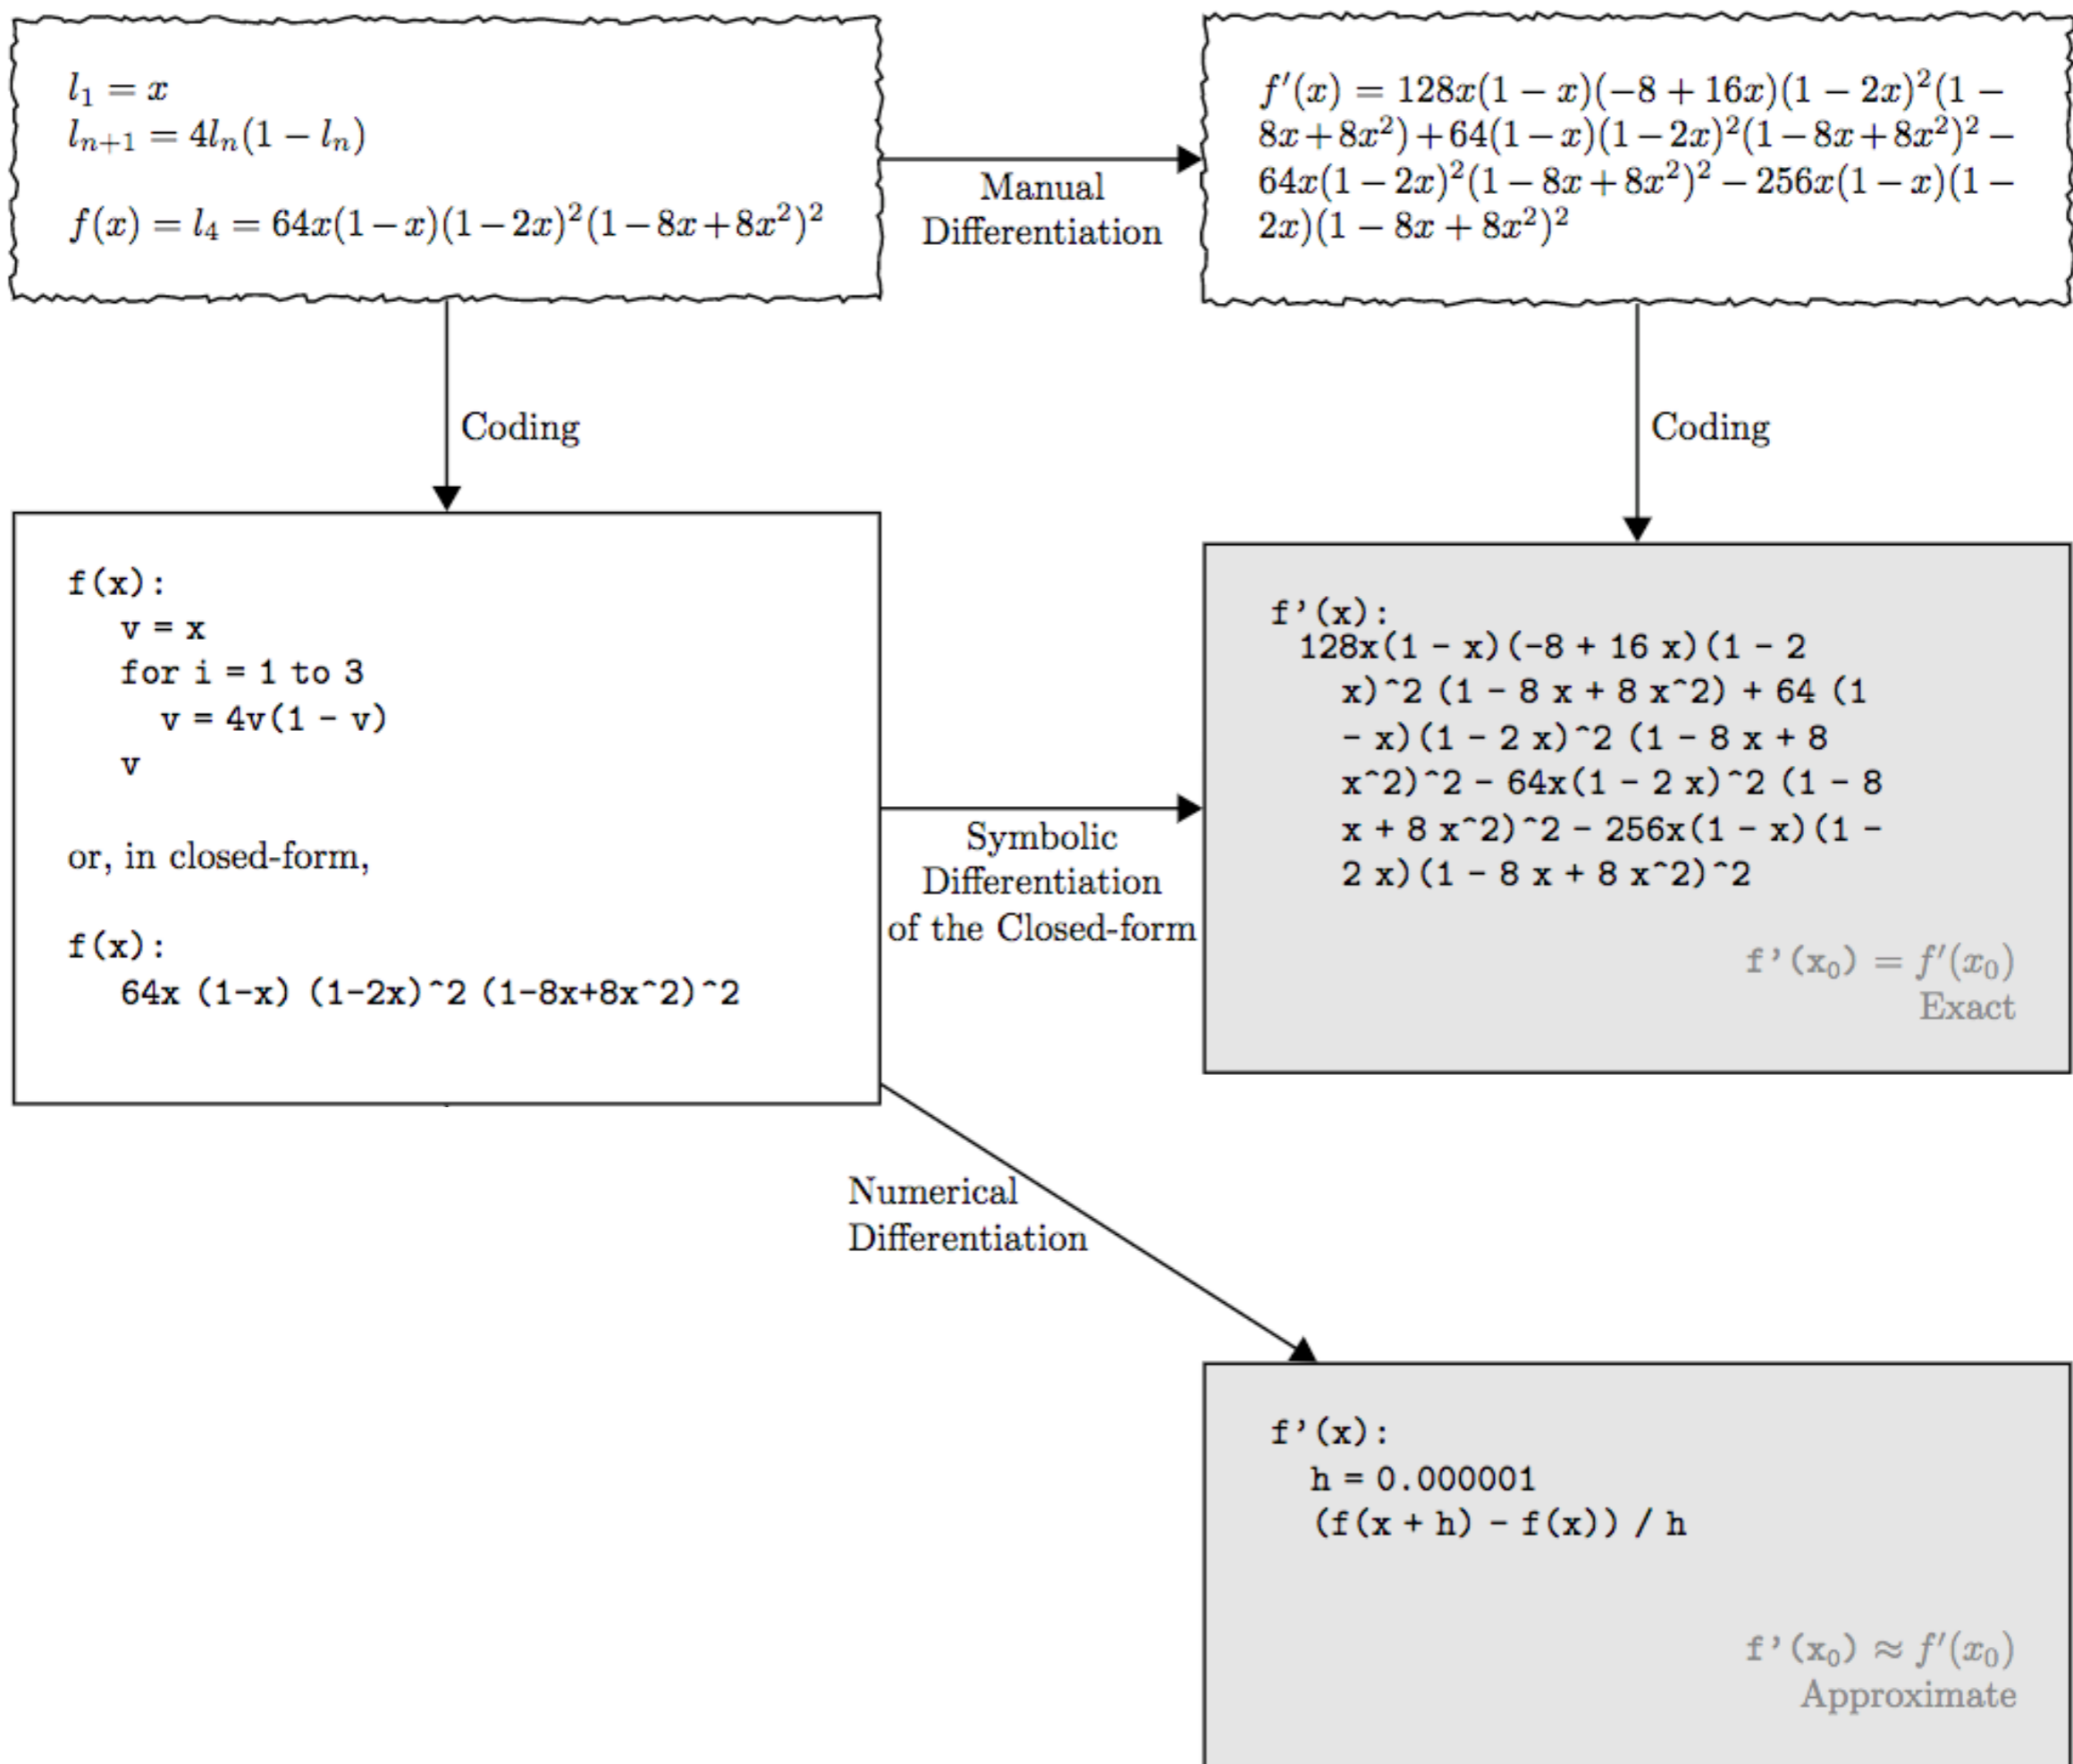 l₁ = x
lₙ₊₁ = 4lₙ(1 − lₙ)
f(x) = l₄ = 64x(1−x)(1−2x)²(1−8x+8x²)²
Manual
Differentiation
f′(x) = 128x(1 − x)(−8 + 16x)(1 − 2x)²(1 −
8x+8x²)+64(1−x)(1−2x)²(1−8x+8x²)² −
64x(1 − 2x)²(1 − 8x + 8x²)² − 256x(1 − x)(1 −
2x)(1 − 8x + 8x²)²
Coding
Coding
f(x):
v = x
for i = 1 to 3
v = 4v(1 - v)
v
or, in closed-form,
f(x):
64x (1-x) (1-2x)^2 (1-8x+8x^2)^2
Symbolic
Differentiation
of the Closed-form
f'(x):
128x(1 - x)(-8 + 16 x)(1 - 2
x)^2 (1 - 8 x + 8 x^2) + 64 (1
- x)(1 - 2 x)^2 (1 - 8 x + 8
x^2)^2 - 64x(1 - 2 x)^2 (1 - 8
x + 8 x^2)^2 - 256x(1 - x)(1 -
2 x)(1 - 8 x + 8 x^2)^2
f'(x₀) = f′(x₀)
Exact
Numerical
Differentiation
f'(x):
h = 0.000001
(f(x + h) - f(x)) / h
f'(x₀) ≈ f′(x₀)
Approximate